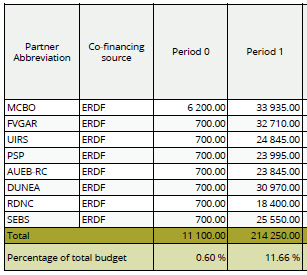 Partner Abbreviation Co-financing source Period 0 Period 1
MCBO ERDF 6 200.00 33 935.00
FVGAR ERDF 700.00 32 710.00
UIRS ERDF 700.00 24 845.00
PSP ERDF 700.00 23 995.00
AUEB-RC ERDF 700.00 23 845.00
DUNEA ERDF 700.00 30 970.00
RDNC ERDF 700.00 18 400.00
SEBS ERDF 700.00 25 550.00
Total 11 100.00 214 250.00
Percentage of total budget 0.60 % 11.66 %